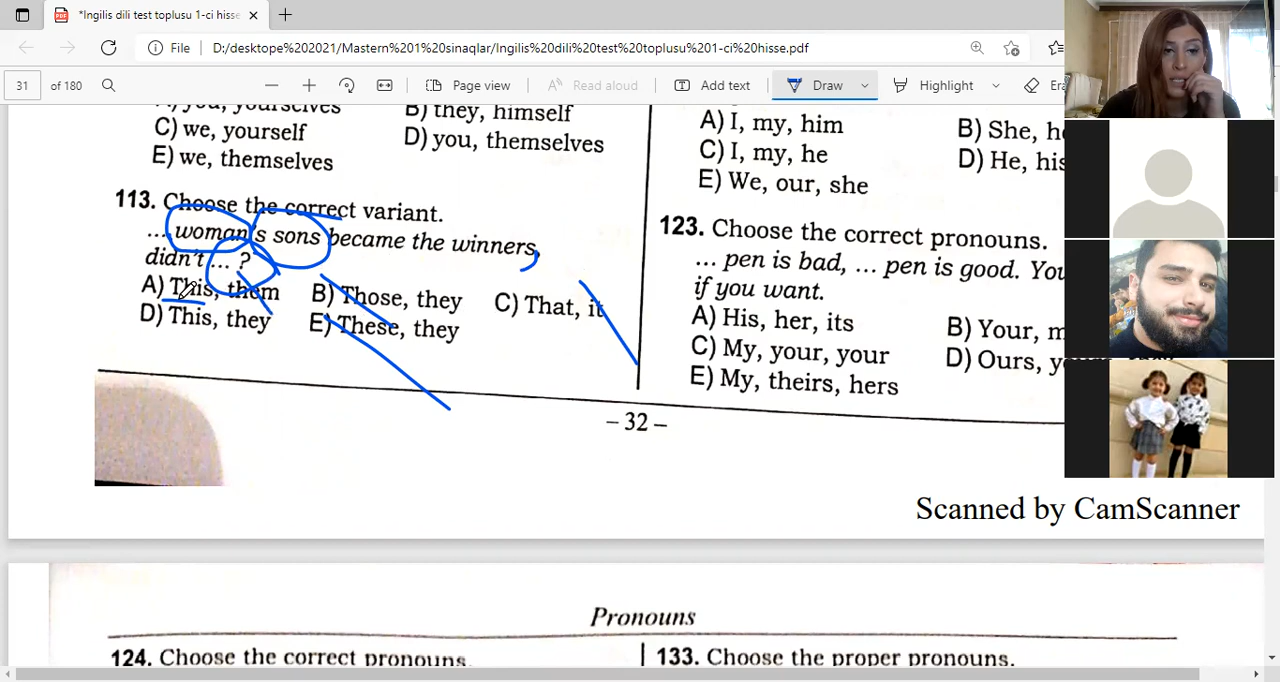 *Ingilis dili test toplusu 1-ci hisse
File D:/desktope%202021/Mastern%201%20sinaqlar/Ingilis%20dili%20test%20toplusu%201-ci%20hisse.pdf
31 of 180 Page view Read aloud Add text Draw Highlight
A) you, yourselves B) they, himself
C) we, yourself D) you, themselves
E) we, themselves
113. Choose the correct variant.
... woman's sons became the winners,
didn't ... ?
A) This, them B) Those, they C) That, it
D) This, they E) These, they
A) I, my, him B) She,
C) I, my, he D) He, his
E) We, our, she
123. Choose the correct pronouns.
... pen is bad, ... pen is good. You
if you want.
A) His, her, its B) Your,
C) My, your, your D) Ours,
E) My, theirs, hers
– 32 –
Scanned by CamScanner
Pronouns
124. Choose the correct pronouns.
133. Choose the proper pronouns.